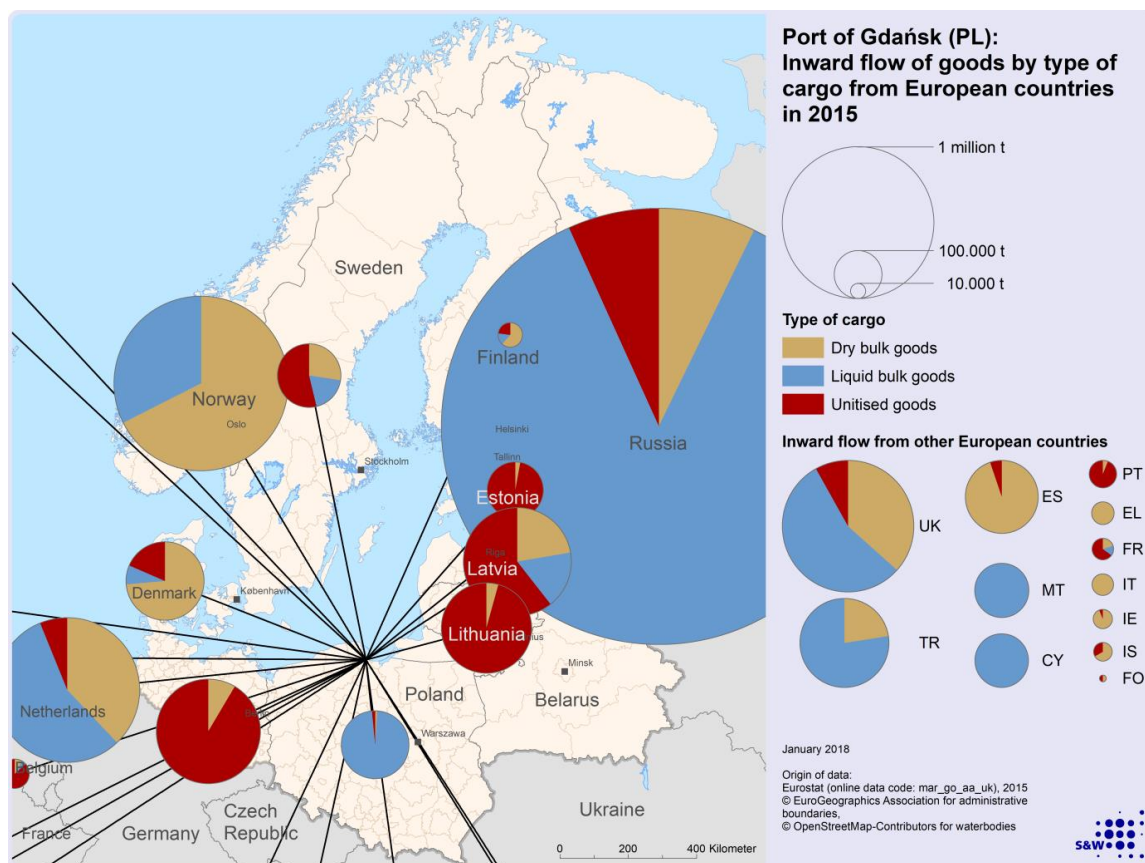 Port of Gdańsk (PL):
Inward flow of goods by type of
cargo from European countries
in 2015
1 million t
100.000 t
10.000 t
Type of cargo
Dry bulk goods
Liquid bulk goods
Unitised goods
Inward flow from other European countries
UK
ES
PT
EL
FR
MT
IT
TR
IE
CY
IS
FO
January 2018
Origin of data:
Eurostat (online data code: mar_go_aa_uk), 2015
© EuroGeographics Association for administrative
boundaries,
© OpenStreetMap-Contributors for waterbodies
S&W
Sweden
Finland
Norway
Oslo
Helsinki
Russia
Tallinn
Stockholm
Estonia
Riga
Latvia
Denmark
København
Lithuania
Minsk
Netherlands
Poland
Belarus
Warszawa
Belgium
Ukraine
Czech
Republic
France
Germany
0 200 400 Kilometer